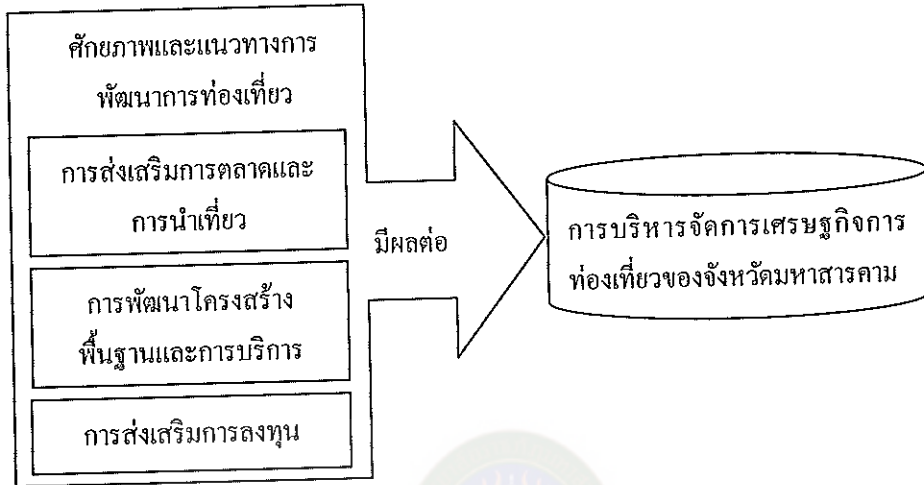 ศักยภาพและแนวทางการ
พัฒนาการท่องเที่ยว
การส่งเสริมการตลาดและ
การนำเที่ยว
การพัฒนาโครงสร้าง
พื้นฐานและการบริการ
การส่งเสริมการลงทุน
มีผลต่อ
การบริหารจัดการเศรษฐกิจการ
ท่องเที่ยวของจังหวัดมหาสารคาม